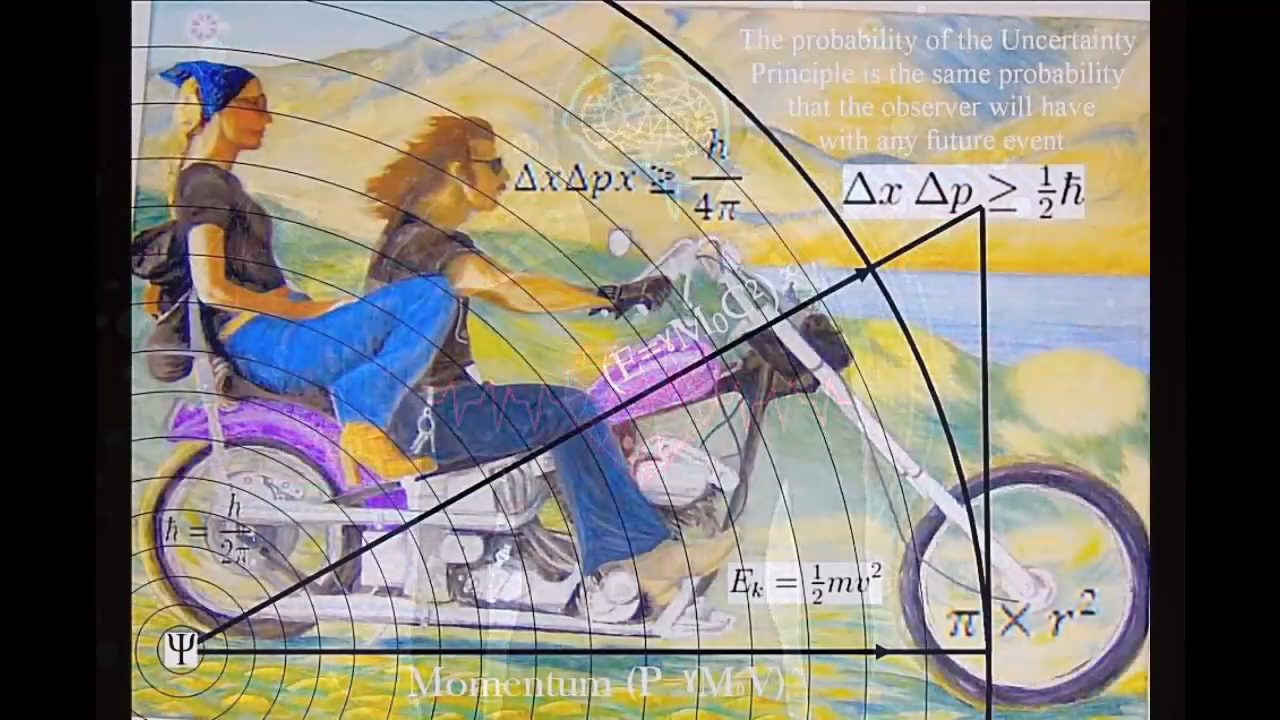 The probability of the Uncertainty
Principle is the same probability
that the observer will have
with any future event
ΔxΔpx ≥ h/4π
Δx Δp ≥ ½ħ
(E=γM₀C²)
ħ = h/2π
E_k = ½mv²
π × r²
Ψ
Momentum (P=γM₀V)